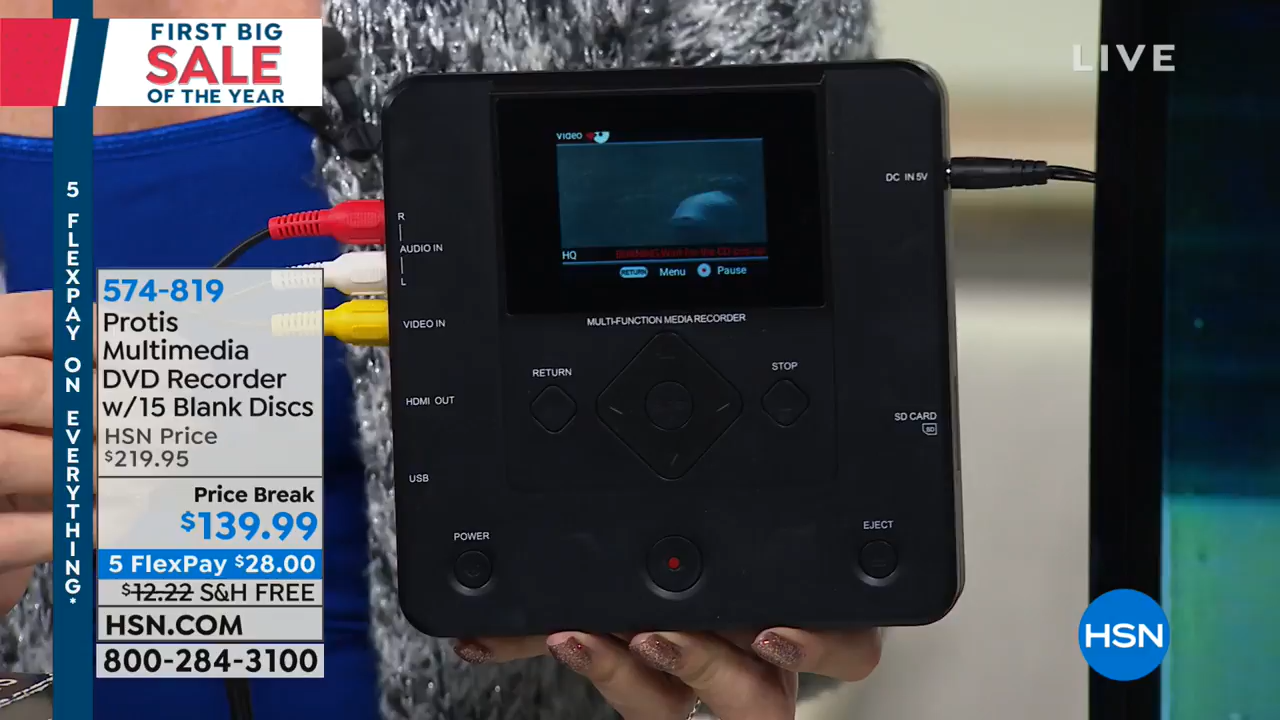 FIRST BIG
SALE
OF THE YEAR
LIVE
5 FLEXPAY ON EVERYTHING*
574-819
Protis
Multimedia
DVD Recorder
w/15 Blank Discs
HSN Price
$219.95
Price Break
$139.99
5 FlexPay $28.00
$12.22 S&H FREE
HSN.COM
800-284-3100
Video
HQ
RETURN Menu Pause
MULTI-FUNCTION MEDIA RECORDER
R
AUDIO IN
L
VIDEO IN
HDMI OUT
USB
RETURN
STOP
POWER
EJECT
DC IN 5V
SD CARD
SD
HSN